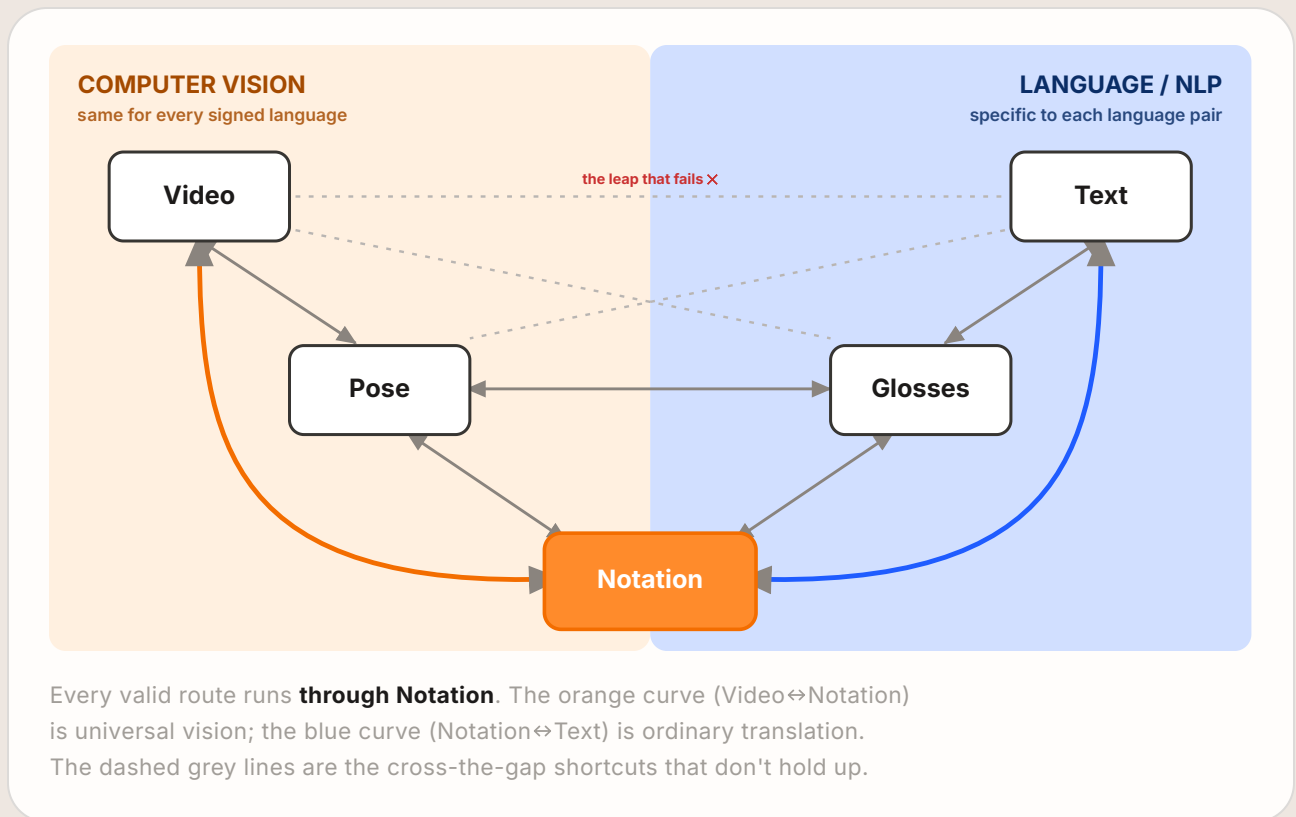 COMPUTER VISION
same for every signed language
LANGUAGE / NLP
specific to each language pair
the leap that fails ✕
Video
Text
Pose
Glosses
Notation
Every valid route runs through Notation. The orange curve (Video↔Notation)
is universal vision; the blue curve (Notation↔Text) is ordinary translation.
The dashed grey lines are the cross-the-gap shortcuts that don't hold up.